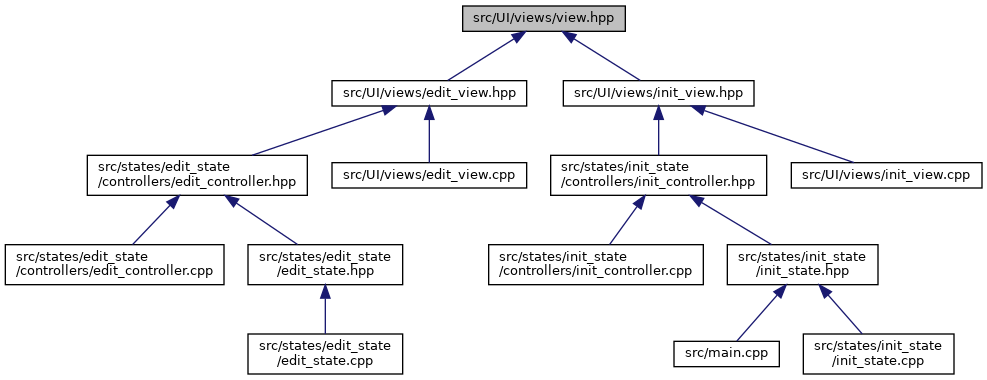 src/UI/views/view.hpp
src/UI/views/edit_view.hpp
src/UI/views/init_view.hpp
src/states/edit_state
/controllers/edit_controller.hpp
src/UI/views/edit_view.cpp
src/states/init_state
/controllers/init_controller.hpp
src/UI/views/init_view.cpp
src/states/edit_state
/controllers/edit_controller.cpp
src/states/edit_state
/edit_state.hpp
src/states/init_state
/controllers/init_controller.cpp
src/states/init_state
/init_state.hpp
src/states/edit_state
/edit_state.cpp
src/main.cpp
src/states/init_state
/init_state.cpp